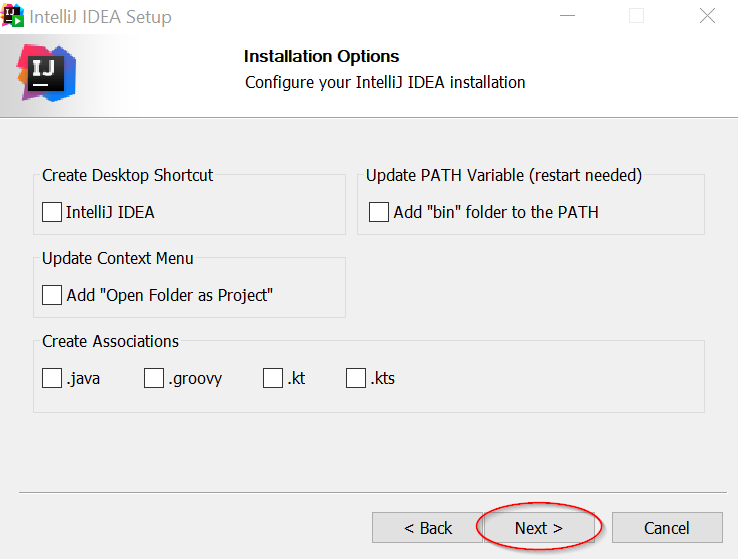 IJ
IntelliJ IDEA Setup
IJ
Installation Options
Configure your IntelliJ IDEA installation
Create Desktop Shortcut
IntelliJ IDEA
Update PATH Variable (restart needed)
Add "bin" folder to the PATH
Update Context Menu
Add "Open Folder as Project"
Create Associations
.java .groovy .kt .kts
< Back Next > Cancel